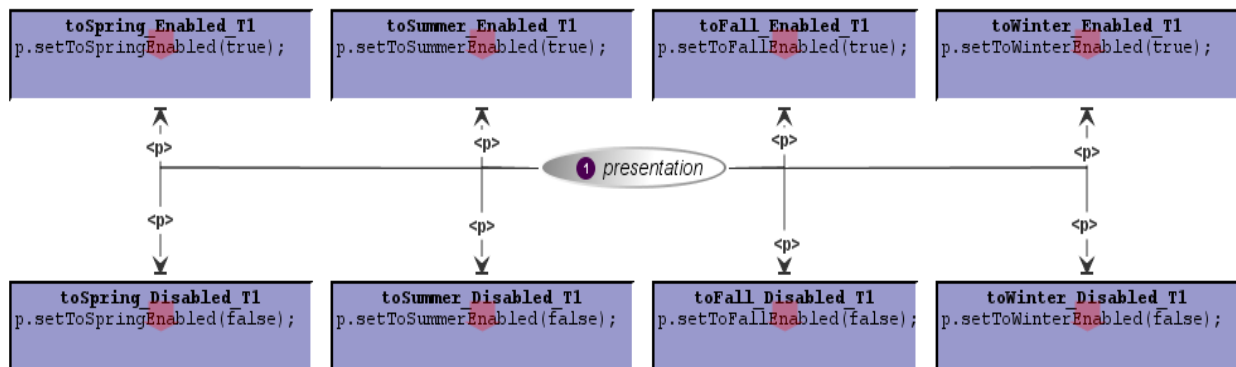 toSpring_Enabled_T1
p.setToSpringEnabled(true);
toSummer_Enabled_T1
p.setToSummerEnabled(true);
toFall_Enabled_T1
p.setToFallEnabled(true);
toWinter_Enabled_T1
p.setToWinterEnabled(true);
<p>
<p>
<p>
<p>
1 presentation
<p>
<p>
<p>
<p>
toSpring_Disabled_T1
p.setToSpringEnabled(false);
toSummer_Disabled_T1
p.setToSummerEnabled(false);
toFall_Disabled_T1
p.setToFallEnabled(false);
toWinter_Disabled_T1
p.setToWinterEnabled(false);